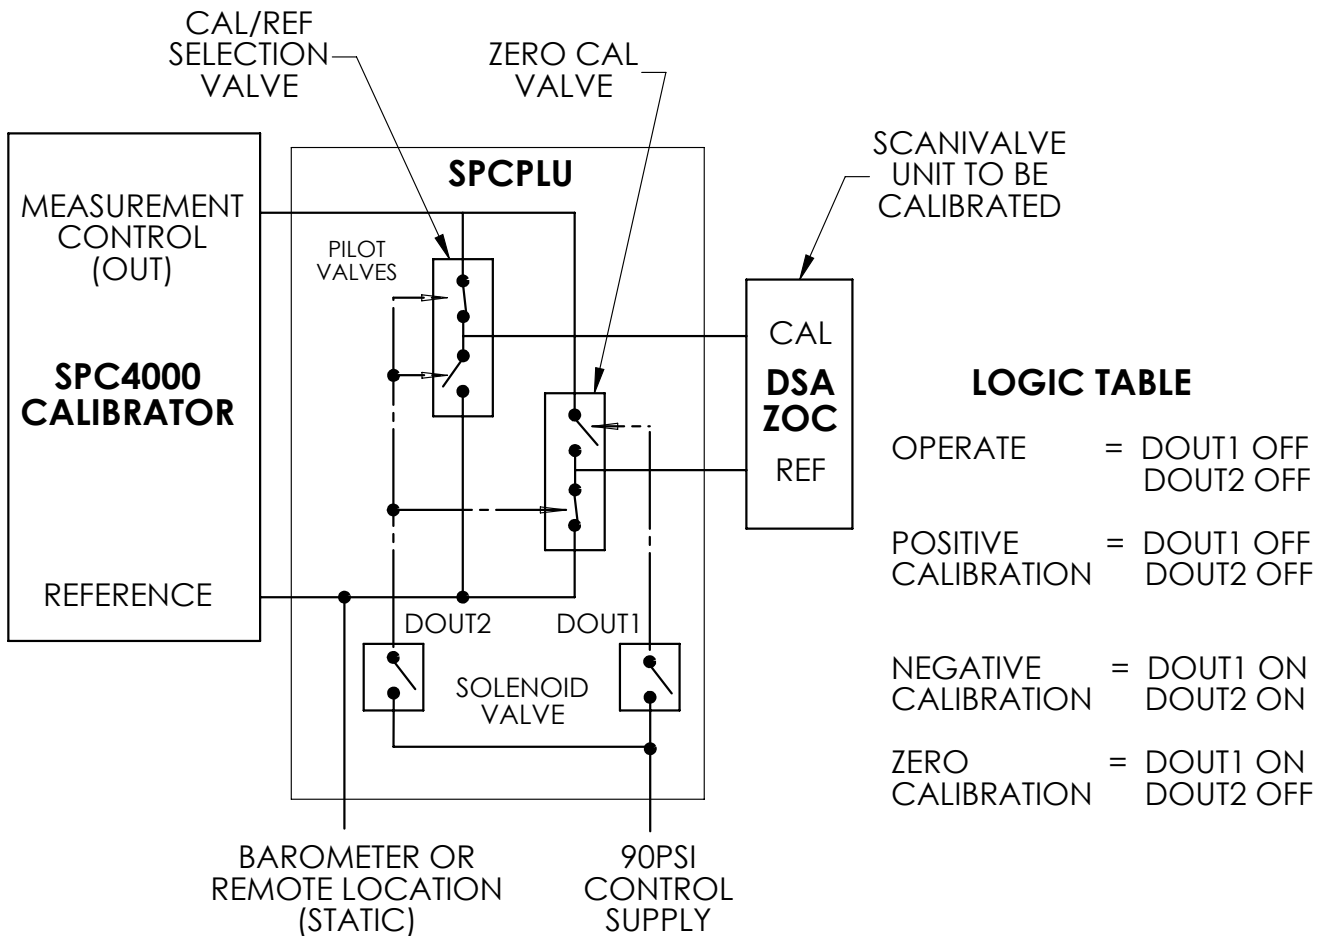 CAL/REF
SELECTION
VALVE
ZERO CAL
VALVE
SCANIVALVE
UNIT TO BE
CALIBRATED
SPCPLU
MEASUREMENT
CONTROL
(OUT)
PILOT
VALVES
SPC4000
CALIBRATOR
REFERENCE
CAL
DSA
ZOC
REF
DOUT2
DOUT1
SOLENOID
VALVE
BAROMETER OR
REMOTE LOCATION
(STATIC)
90PSI
CONTROL
SUPPLY
LOGIC TABLE
OPERATE = DOUT1 OFF
DOUT2 OFF
POSITIVE = DOUT1 OFF
CALIBRATION DOUT2 OFF
NEGATIVE = DOUT1 ON
CALIBRATION DOUT2 ON
ZERO = DOUT1 ON
CALIBRATION DOUT2 OFF